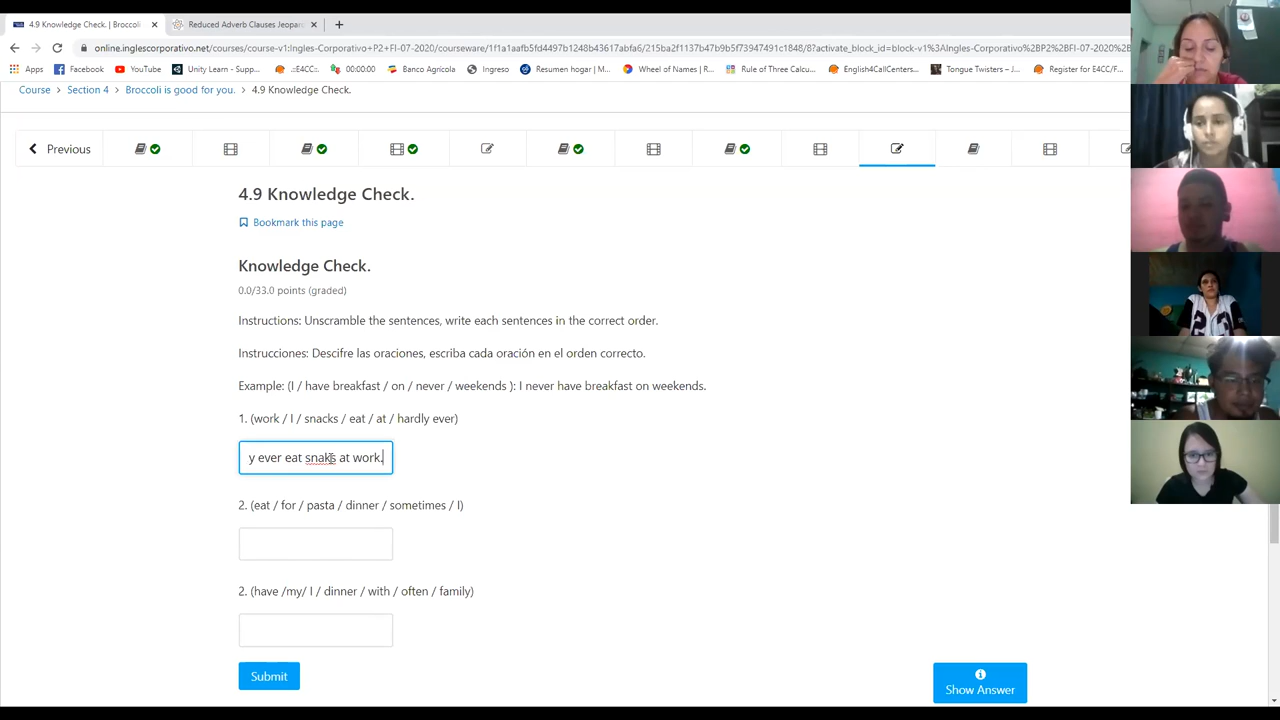 4.9 Knowledge Check. | Broccoli
Reduced Adverb Clauses Jeopar
online.inglescorporativo.net/courses/course-v1:Ingles-Corporativo+P2+FI-07-2020/courseware/1f1a1aafb5fd4497b1248b43617abfa6/215ba2f1137b47b9b5f73947491c1848/8?activate_block_id=block-v1%3AIngles-Corporativo%2BP2%2BFI-07-2020%2B
Apps Facebook YouTube Unity Learn - Supp... .::E4CC::. 00:00:00 Banco Agrícola Ingreso Resumen hogar | M... Wheel of Names | R... Rule of Three Calcu... English4CallCenters... Tongue Twisters – J... Register for E4CC/F...
Course > Section 4 > Broccoli is good for you. > 4.9 Knowledge Check.
Previous
4.9 Knowledge Check.
Bookmark this page
Knowledge Check.
0.0/33.0 points (graded)
Instructions: Unscramble the sentences, write each sentences in the correct order.
Instrucciones: Descifre las oraciones, escriba cada oración en el orden correcto.
Example: (I / have breakfast / on / never / weekends ): I never have breakfast on weekends.
1. (work / I / snacks / eat / at / hardly ever)
y ever eat snaks at work.
2. (eat / for / pasta / dinner / sometimes / I)
2. (have /my/ I / dinner / with / often / family)
Submit
Show Answer